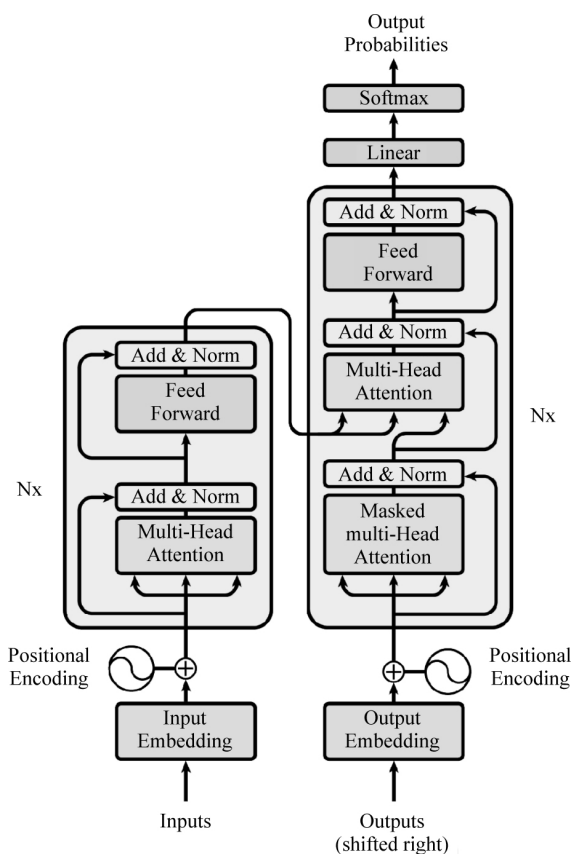 Output
Probabilities
Softmax
Linear
Add & Norm
Feed
Forward
Add & Norm
Multi-Head
Attention
Add & Norm
Masked
multi-Head
Attention
Nx
Add & Norm
Feed
Forward
Add & Norm
Multi-Head
Attention
Nx
Positional
Encoding
Positional
Encoding
Input
Embedding
Output
Embedding
Inputs
Outputs
(shifted right)